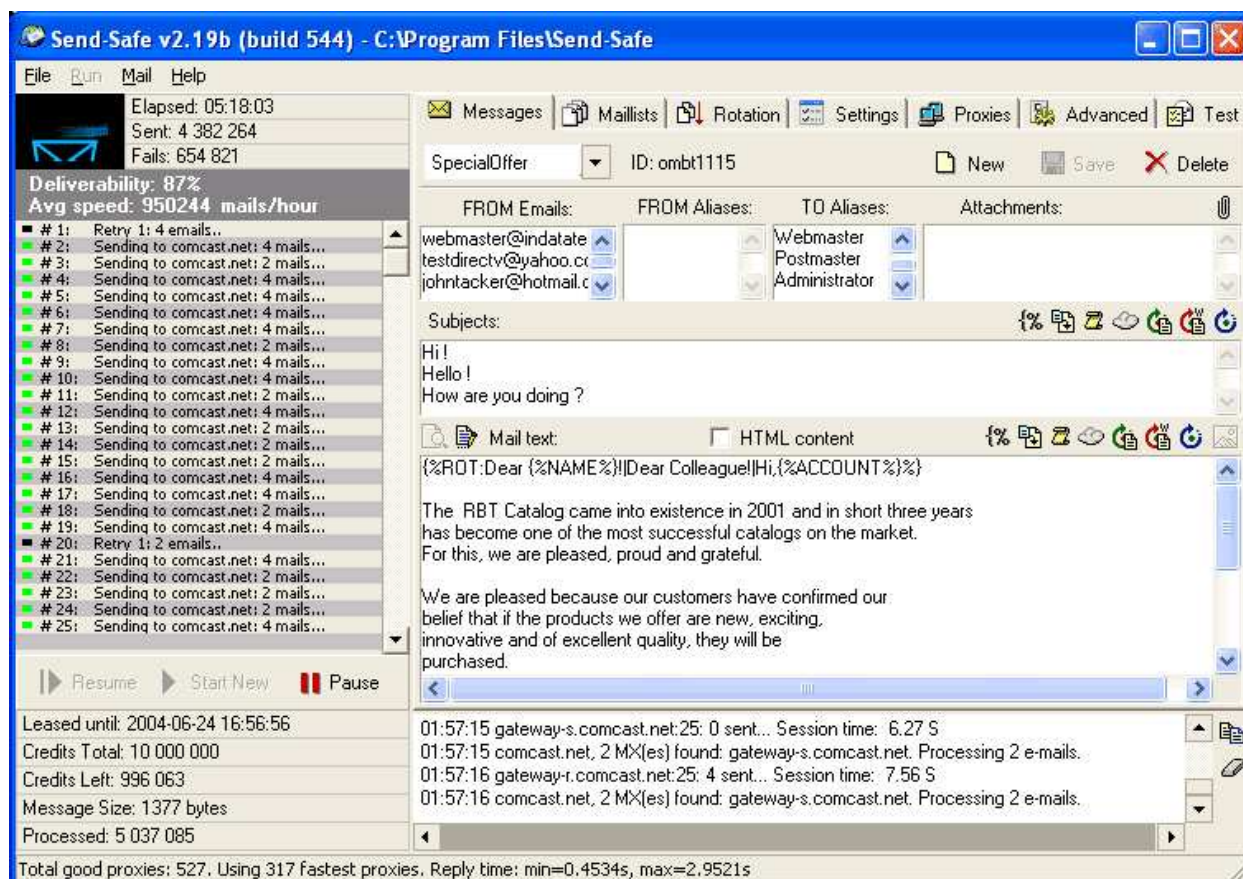 Send-Safe v2.19b (build 544) - C:\Program Files\Send-Safe
File Run Mail Help
Elapsed: 05:18:03
Sent: 4 382 264
Fails: 654 821
Deliverability: 87%
Avg speed: 950244 mails/hour
# 1: Retry 1: 4 emails..
# 2: Sending to comcast.net: 4 mails...
# 3: Sending to comcast.net: 2 mails...
# 4: Sending to comcast.net: 4 mails...
# 5: Sending to comcast.net: 4 mails...
# 6: Sending to comcast.net: 4 mails...
# 7: Sending to comcast.net: 4 mails...
# 8: Sending to comcast.net: 2 mails...
# 9: Sending to comcast.net: 4 mails...
# 10: Sending to comcast.net: 4 mails...
# 11: Sending to comcast.net: 2 mails...
# 12: Sending to comcast.net: 4 mails...
# 13: Sending to comcast.net: 2 mails...
# 14: Sending to comcast.net: 2 mails...
# 15: Sending to comcast.net: 2 mails...
# 16: Sending to comcast.net: 4 mails...
# 17: Sending to comcast.net: 4 mails...
# 18: Sending to comcast.net: 2 mails...
# 19: Sending to comcast.net: 4 mails...
# 20: Retry 1: 2 emails..
# 21: Sending to comcast.net: 4 mails...
# 22: Sending to comcast.net: 2 mails...
# 23: Sending to comcast.net: 2 mails...
# 24: Sending to comcast.net: 2 mails...
# 25: Sending to comcast.net: 4 mails...
Resume Start New Pause
Leased until: 2004-06-24 16:56:56
Credits Total: 10 000 000
Credits Left: 996 063
Message Size: 1377 bytes
Processed: 5 037 085
Messages Maillists Rotation Settings Proxies Advanced Test
SpecialOffer ID: ombt1115 New Save Delete
FROM Emails: FROM Aliases: TO Aliases: Attachments:
webmaster@indatate Webmaster
testdirectv@yahoo.co Postmaster
johntacker@hotmail.c Administrator
Subjects:
Hi !
Hello !
How are you doing ?
Mail text: HTML content
{%ROT:Dear {%NAME%}!|Dear Colleague!|Hi,{%ACCOUNT%}%}
The RBT Catalog came into existence in 2001 and in short three years
has become one of the most successful catalogs on the market.
For this, we are pleased, proud and grateful.
We are pleased because our customers have confirmed our
belief that if the products we offer are new, exciting,
innovative and of excellent quality, they will be
purchased.
01:57:15 gateway-s.comcast.net:25: 0 sent... Session time: 6.27 S
01:57:15 comcast.net, 2 MX(es) found: gateway-s.comcast.net. Processing 2 e-mails.
01:57:16 gateway-r.comcast.net:25: 4 sent... Session time: 7.56 S
01:57:16 comcast.net, 2 MX(es) found: gateway-s.comcast.net. Processing 2 e-mails.
Total good proxies: 527. Using 317 fastest proxies. Reply time: min=0.4534s, max=2.9521s